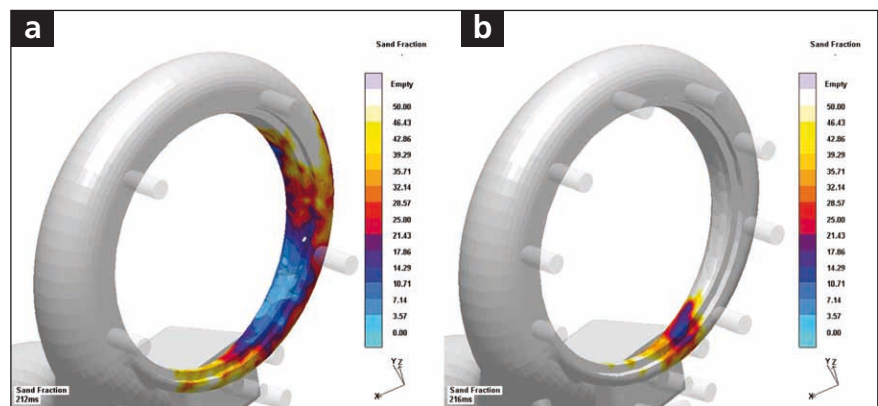 a
Sand Fraction
Empty
50.00
46.43
42.86
39.29
35.71
32.14
28.57
25.00
21.43
17.86
14.29
10.71
7.14
3.57
0.00
Y Z
X
Sand Fraction
212ms
b
Sand Fraction
Empty
50.00
46.43
42.86
39.29
35.71
32.14
28.57
25.00
21.43
17.86
14.29
10.71
7.14
3.57
0.00
Y Z
X
Sand Fraction
216ms